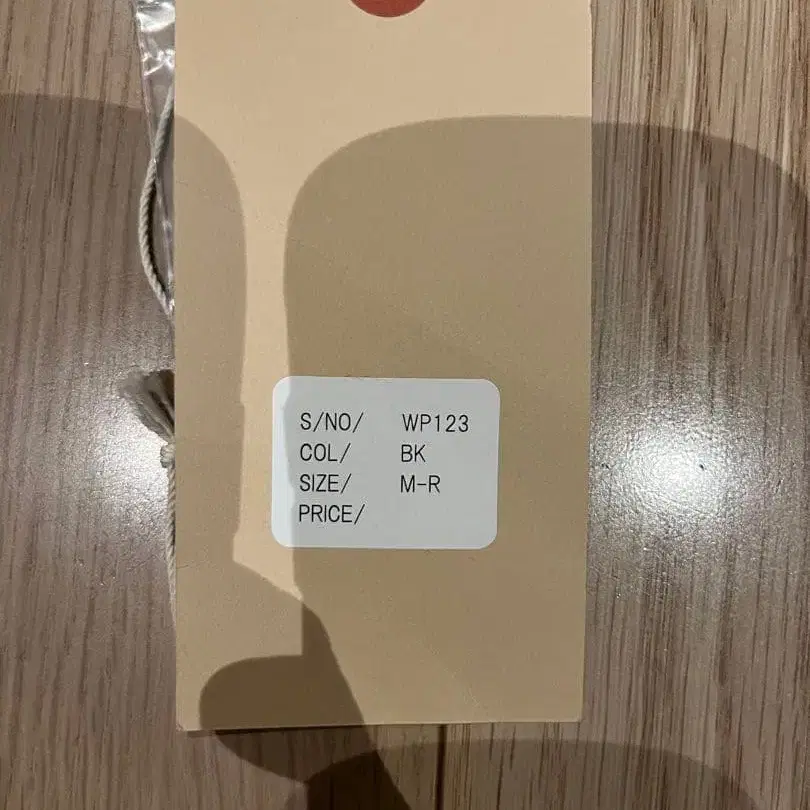 S/NO/ WP123
COL/ BK
SIZE/ M-R
PRICE/